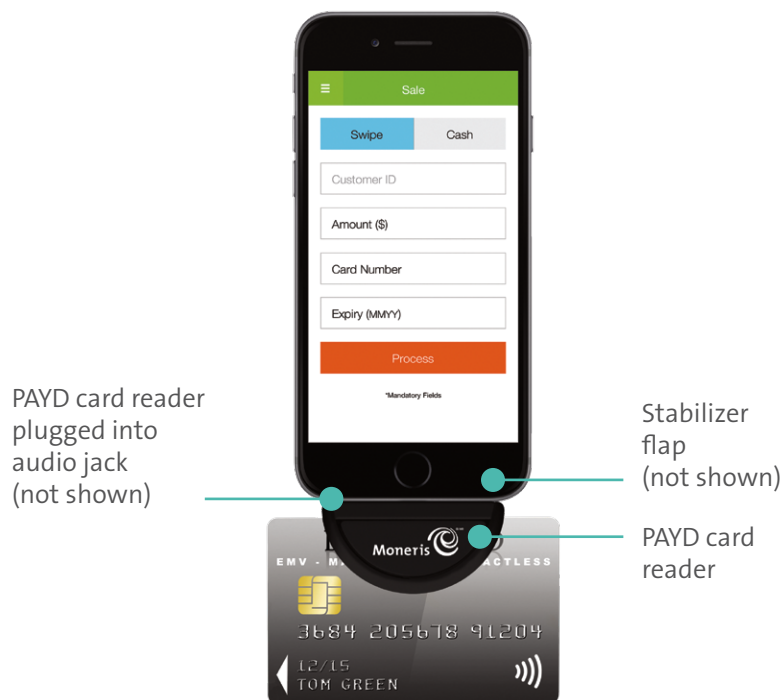 Sale
Swipe Cash
Customer ID
Amount ($)
Card Number
Expiry (MMYY)
Process
*Mandatory Fields
PAYD card reader
plugged into
audio jack
(not shown)
Stabilizer
flap
(not shown)
PAYD card
reader
Moneris
EMV - M ACTLESS
3684 205678 91204
12/15
TOM GREEN